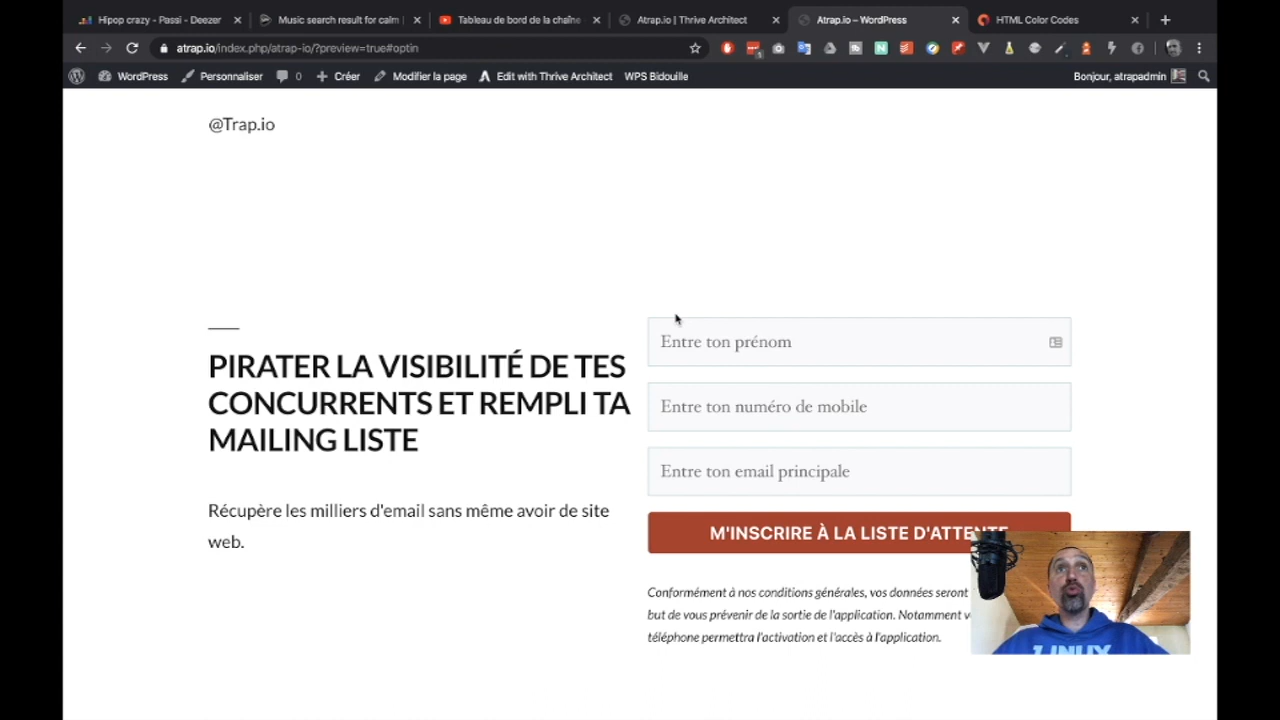 Hipop crazy - Passi - Deezer
Music search result for calm
Tableau de bord de la chaîne
Atrap.io | Thrive Architect
Atrap.io – WordPress
HTML Color Codes
atrap.io/index.php/atrap-io/?preview=true#optin
WordPress
Personnaliser
0
Créer
Modifier la page
Edit with Thrive Architect
WPS Bidouille
Bonjour, atrapadmin
@Trap.io
PIRATER LA VISIBILITÉ DE TES
CONCURRENTS ET REMPLI TA
MAILING LISTE
Récupère les milliers d'email sans même avoir de site
web.
Entre ton prénom
Entre ton numéro de mobile
Entre ton email principale
M'INSCRIRE À LA LISTE D'ATTENTE
Conformément à nos conditions générales, vos données seront
but de vous prévenir de la sortie de l'application. Notamment
téléphone permettra l'activation et l'accès à l'application.
LINUX